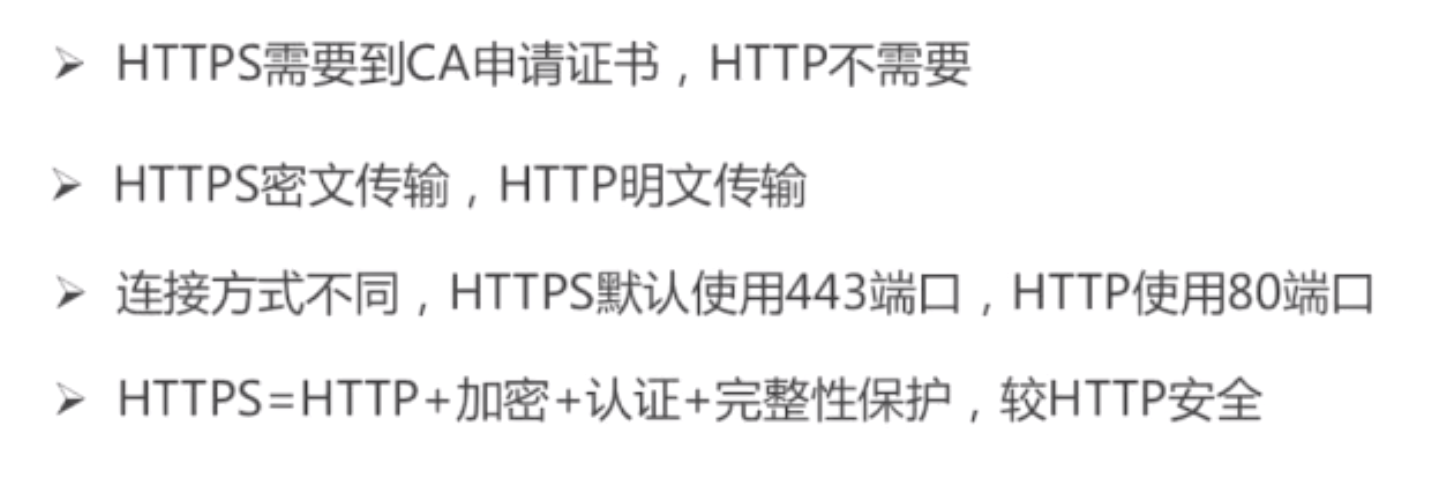 ➢ HTTPS需要到CA申请证书，HTTP不需要
➢ HTTPS密文传输，HTTP明文传输
➢ 连接方式不同，HTTPS默认使用443端口，HTTP使用80端口
➢ HTTPS=HTTP+加密+认证+完整性保护，较HTTP安全